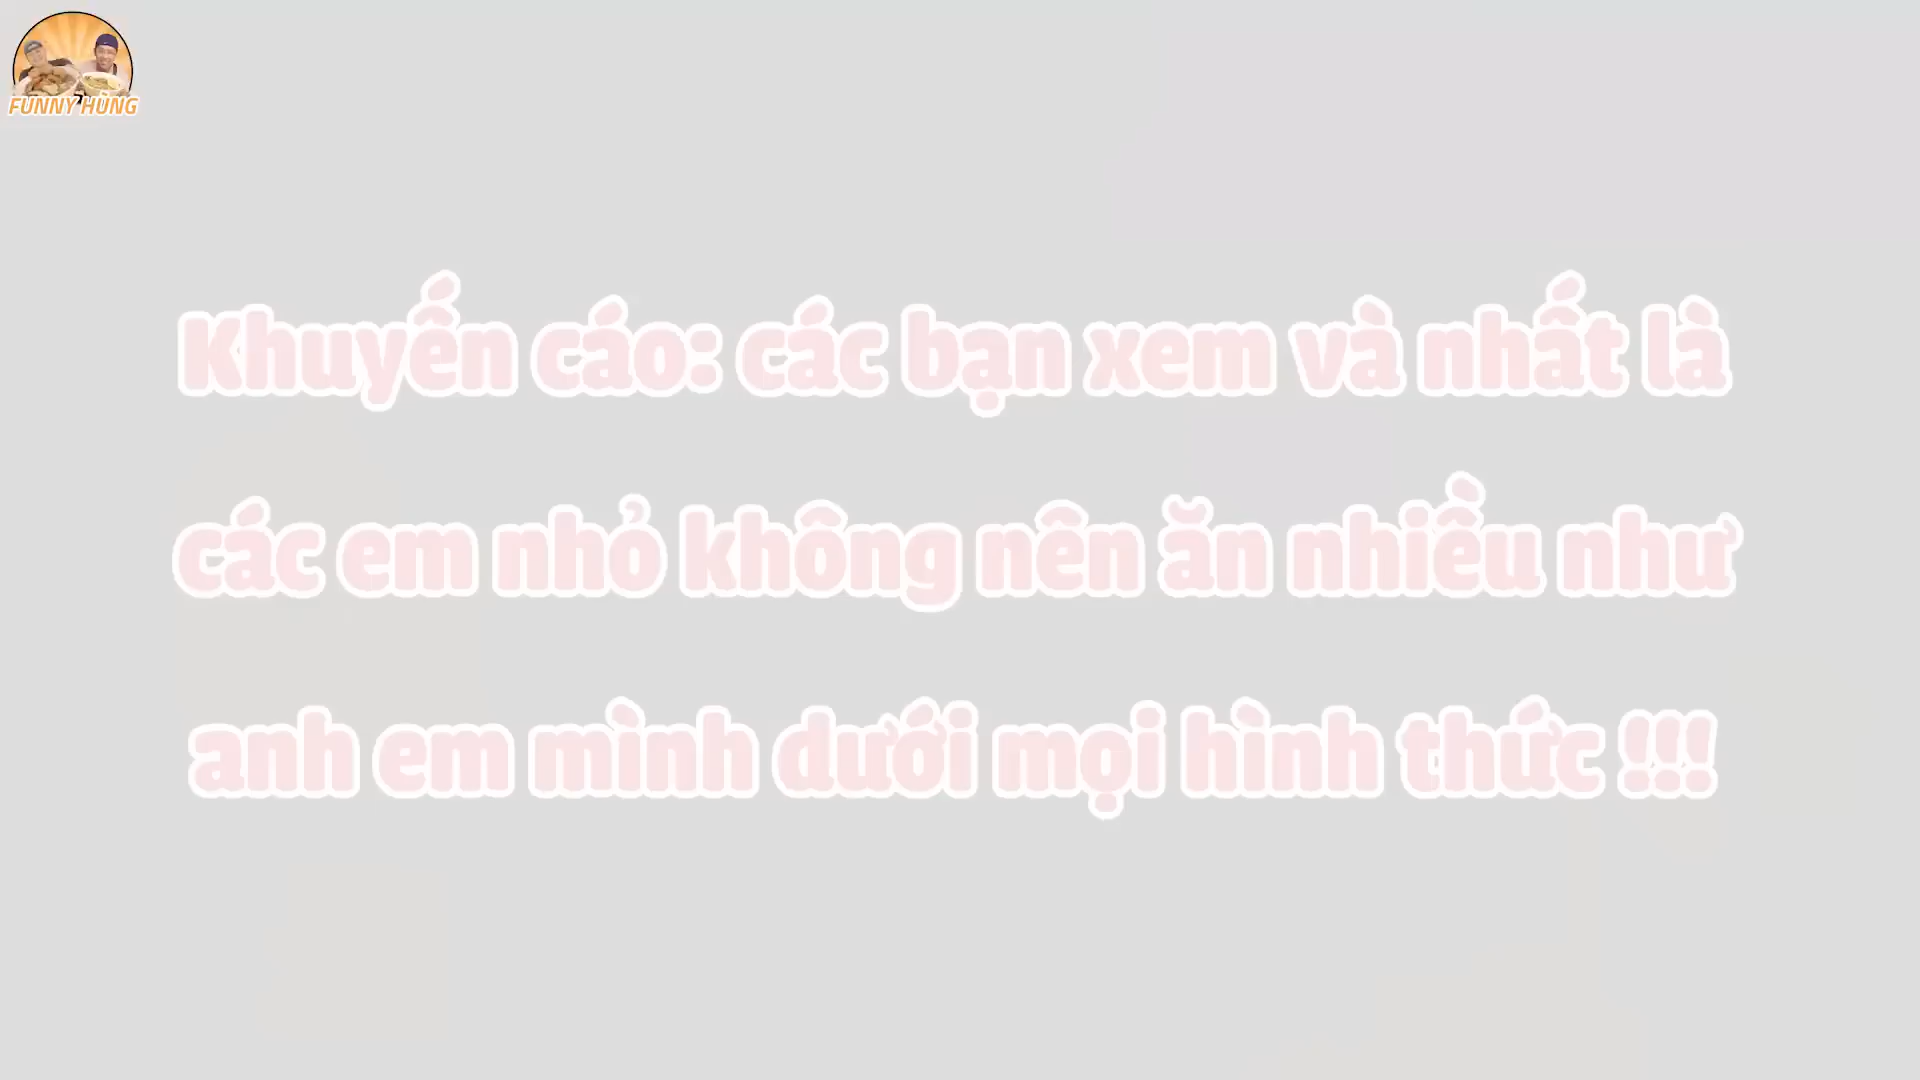 FUNNY HÙNG
Khuyến cáo: các bạn xem và nhất là
các em nhỏ không nên ăn nhiều như
anh em mình dưới mọi hình thức !!!